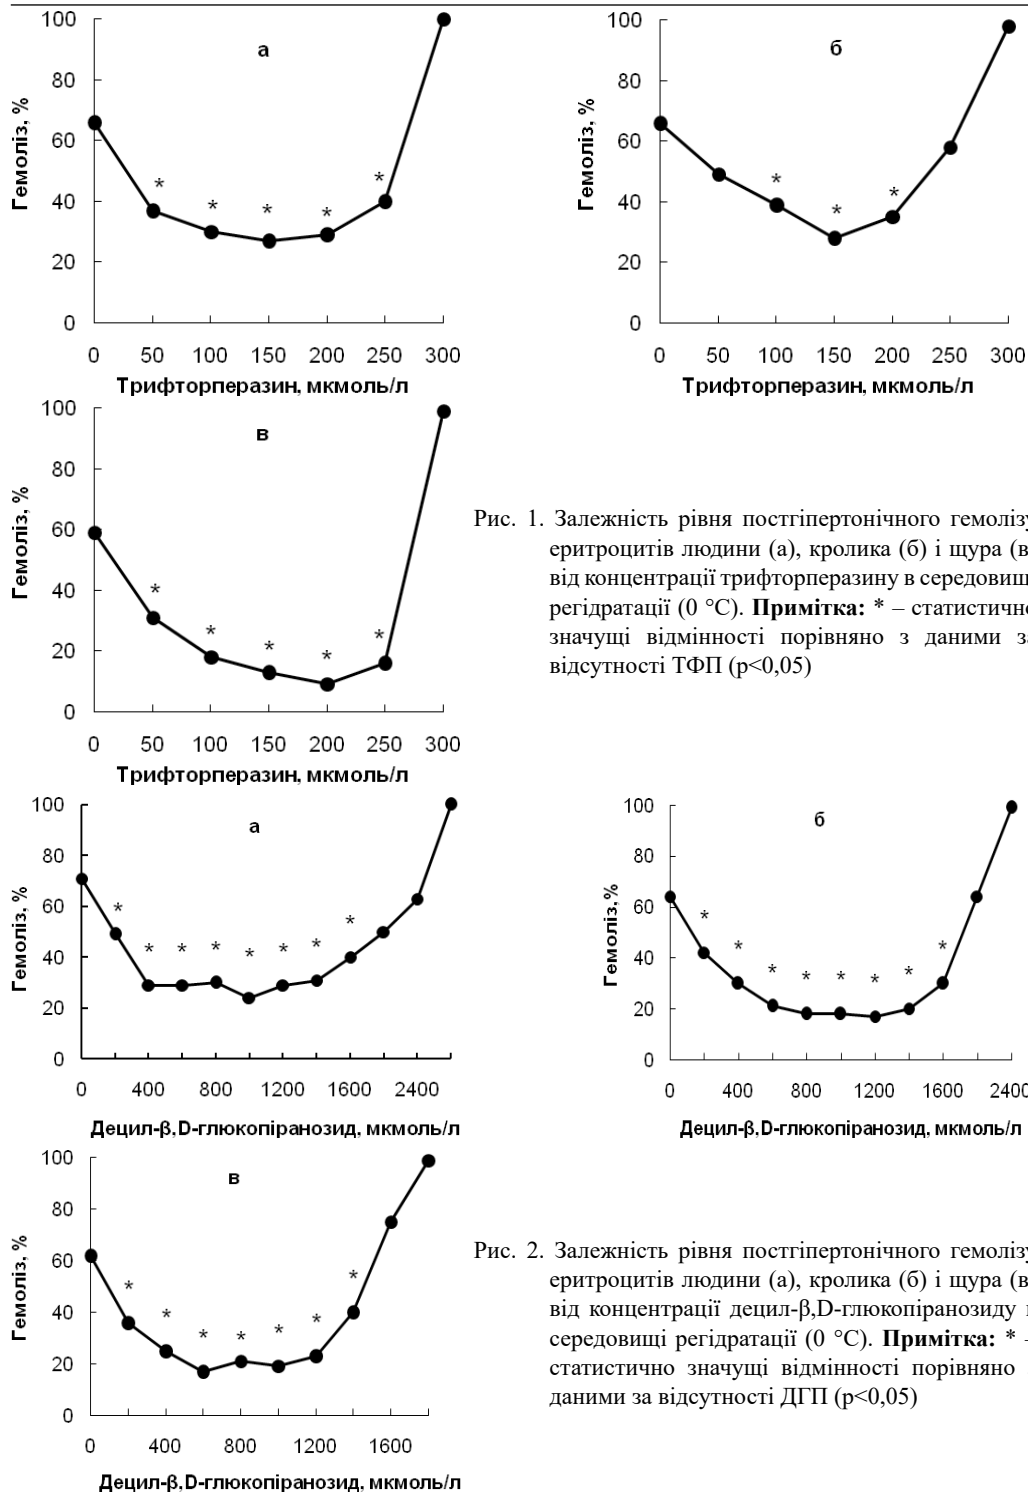 а
Гемоліз, %
100
80
60
40
20
0
* * * * *
0 50 100 150 200 250 300
Трифторперазин, мкмоль/л
б
Гемоліз, %
100
80
60
40
20
0
* * *
0 50 100 150 200 250 300
Трифторперазин, мкмоль/л
в
Гемоліз, %
100
80
60
40
20
0
* * * * *
0 50 100 150 200 250 300
Трифторперазин, мкмоль/л
Рис. 1. Залежність рівня постгіпертонічного гемолізу
еритроцитів людини (а), кролика (б) і щура (в
від концентрації трифторперазину в середовищі
регідратації (0 °С). Примітка: * – статистично
значущі відмінності порівняно з даними за
відсутності ТФП (p<0,05)
а
Гемоліз, %
100
80
60
40
20
0
* * * * * * * *
0 400 800 1200 1600 2400
Децил-β,D-глюкопіранозид, мкмоль/л
б
Гемоліз,%
100
80
60
40
20
0
* * * * * * * *
0 400 800 1200 1600 2400
Децил-β,D-глюкопіранозид, мкмоль/л
в
Гемоліз, %
100
80
60
40
20
0
* * * * * * *
0 400 800 1200 1600
Децил-β,D-глюкопіранозид, мкмоль/л
Рис. 2. Залежність рівня постгіпертонічного гемолізу
еритроцитів людини (а), кролика (б) і щура (в
від концентрації децил-β,D-глюкопіранозиду
середовищі регідратації (0 °С). Примітка: * –
статистично значущі відмінності порівняно
даними за відсутності ДГП (p<0,05)